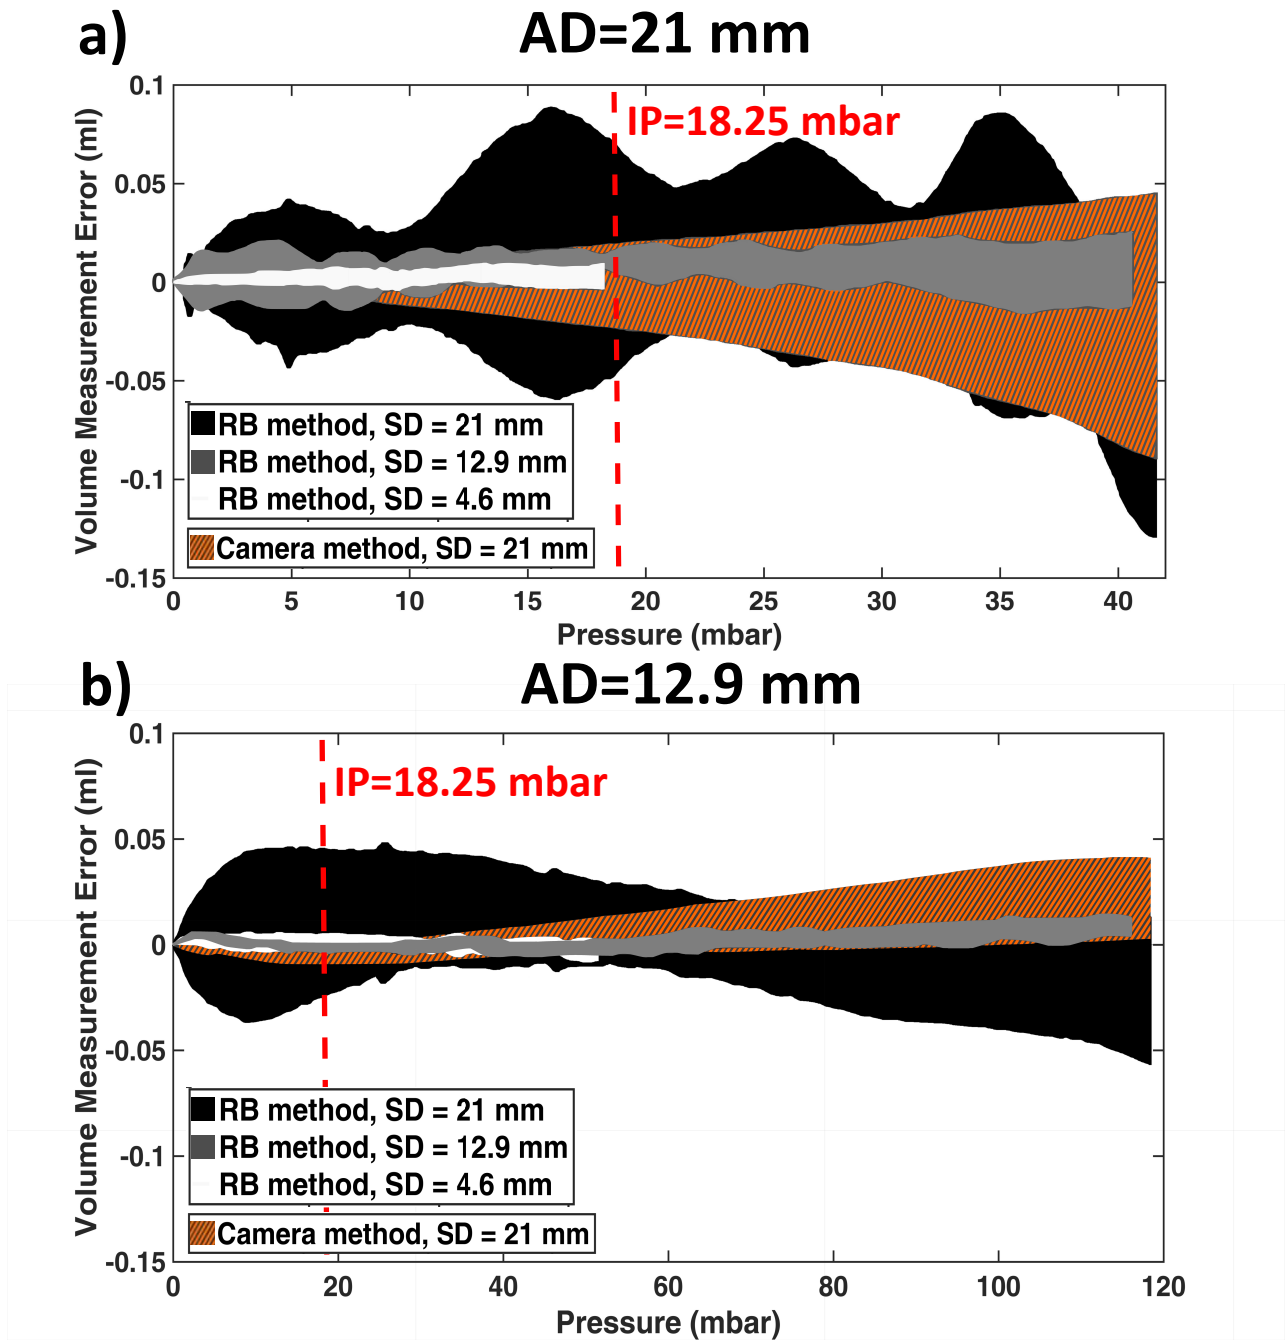 a)
AD=21 mm
0.1
0.05
0
-0.05
-0.1
-0.15
Volume Measurement Error (ml)
IP=18.25 mbar
RB method, SD = 21 mm
RB method, SD = 12.9 mm
RB method, SD = 4.6 mm
Camera method, SD = 21 mm
0 5 10 15 20 25 30 35 40
Pressure (mbar)
b)
AD=12.9 mm
0.1
0.05
0
-0.05
-0.1
-0.15
Volume Measurement Error (ml)
IP=18.25 mbar
RB method, SD = 21 mm
RB method, SD = 12.9 mm
RB method, SD = 4.6 mm
Camera method, SD = 21 mm
0 20 40 60 80 100 120
Pressure (mbar)